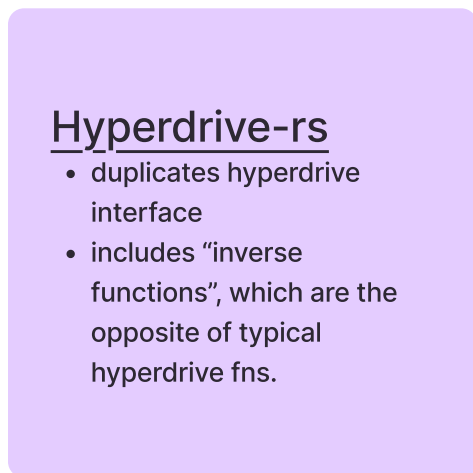 Hyperdrive-rs
• duplicates hyperdrive
interface
• includes “inverse
functions”, which are the
opposite of typical
hyperdrive fns.